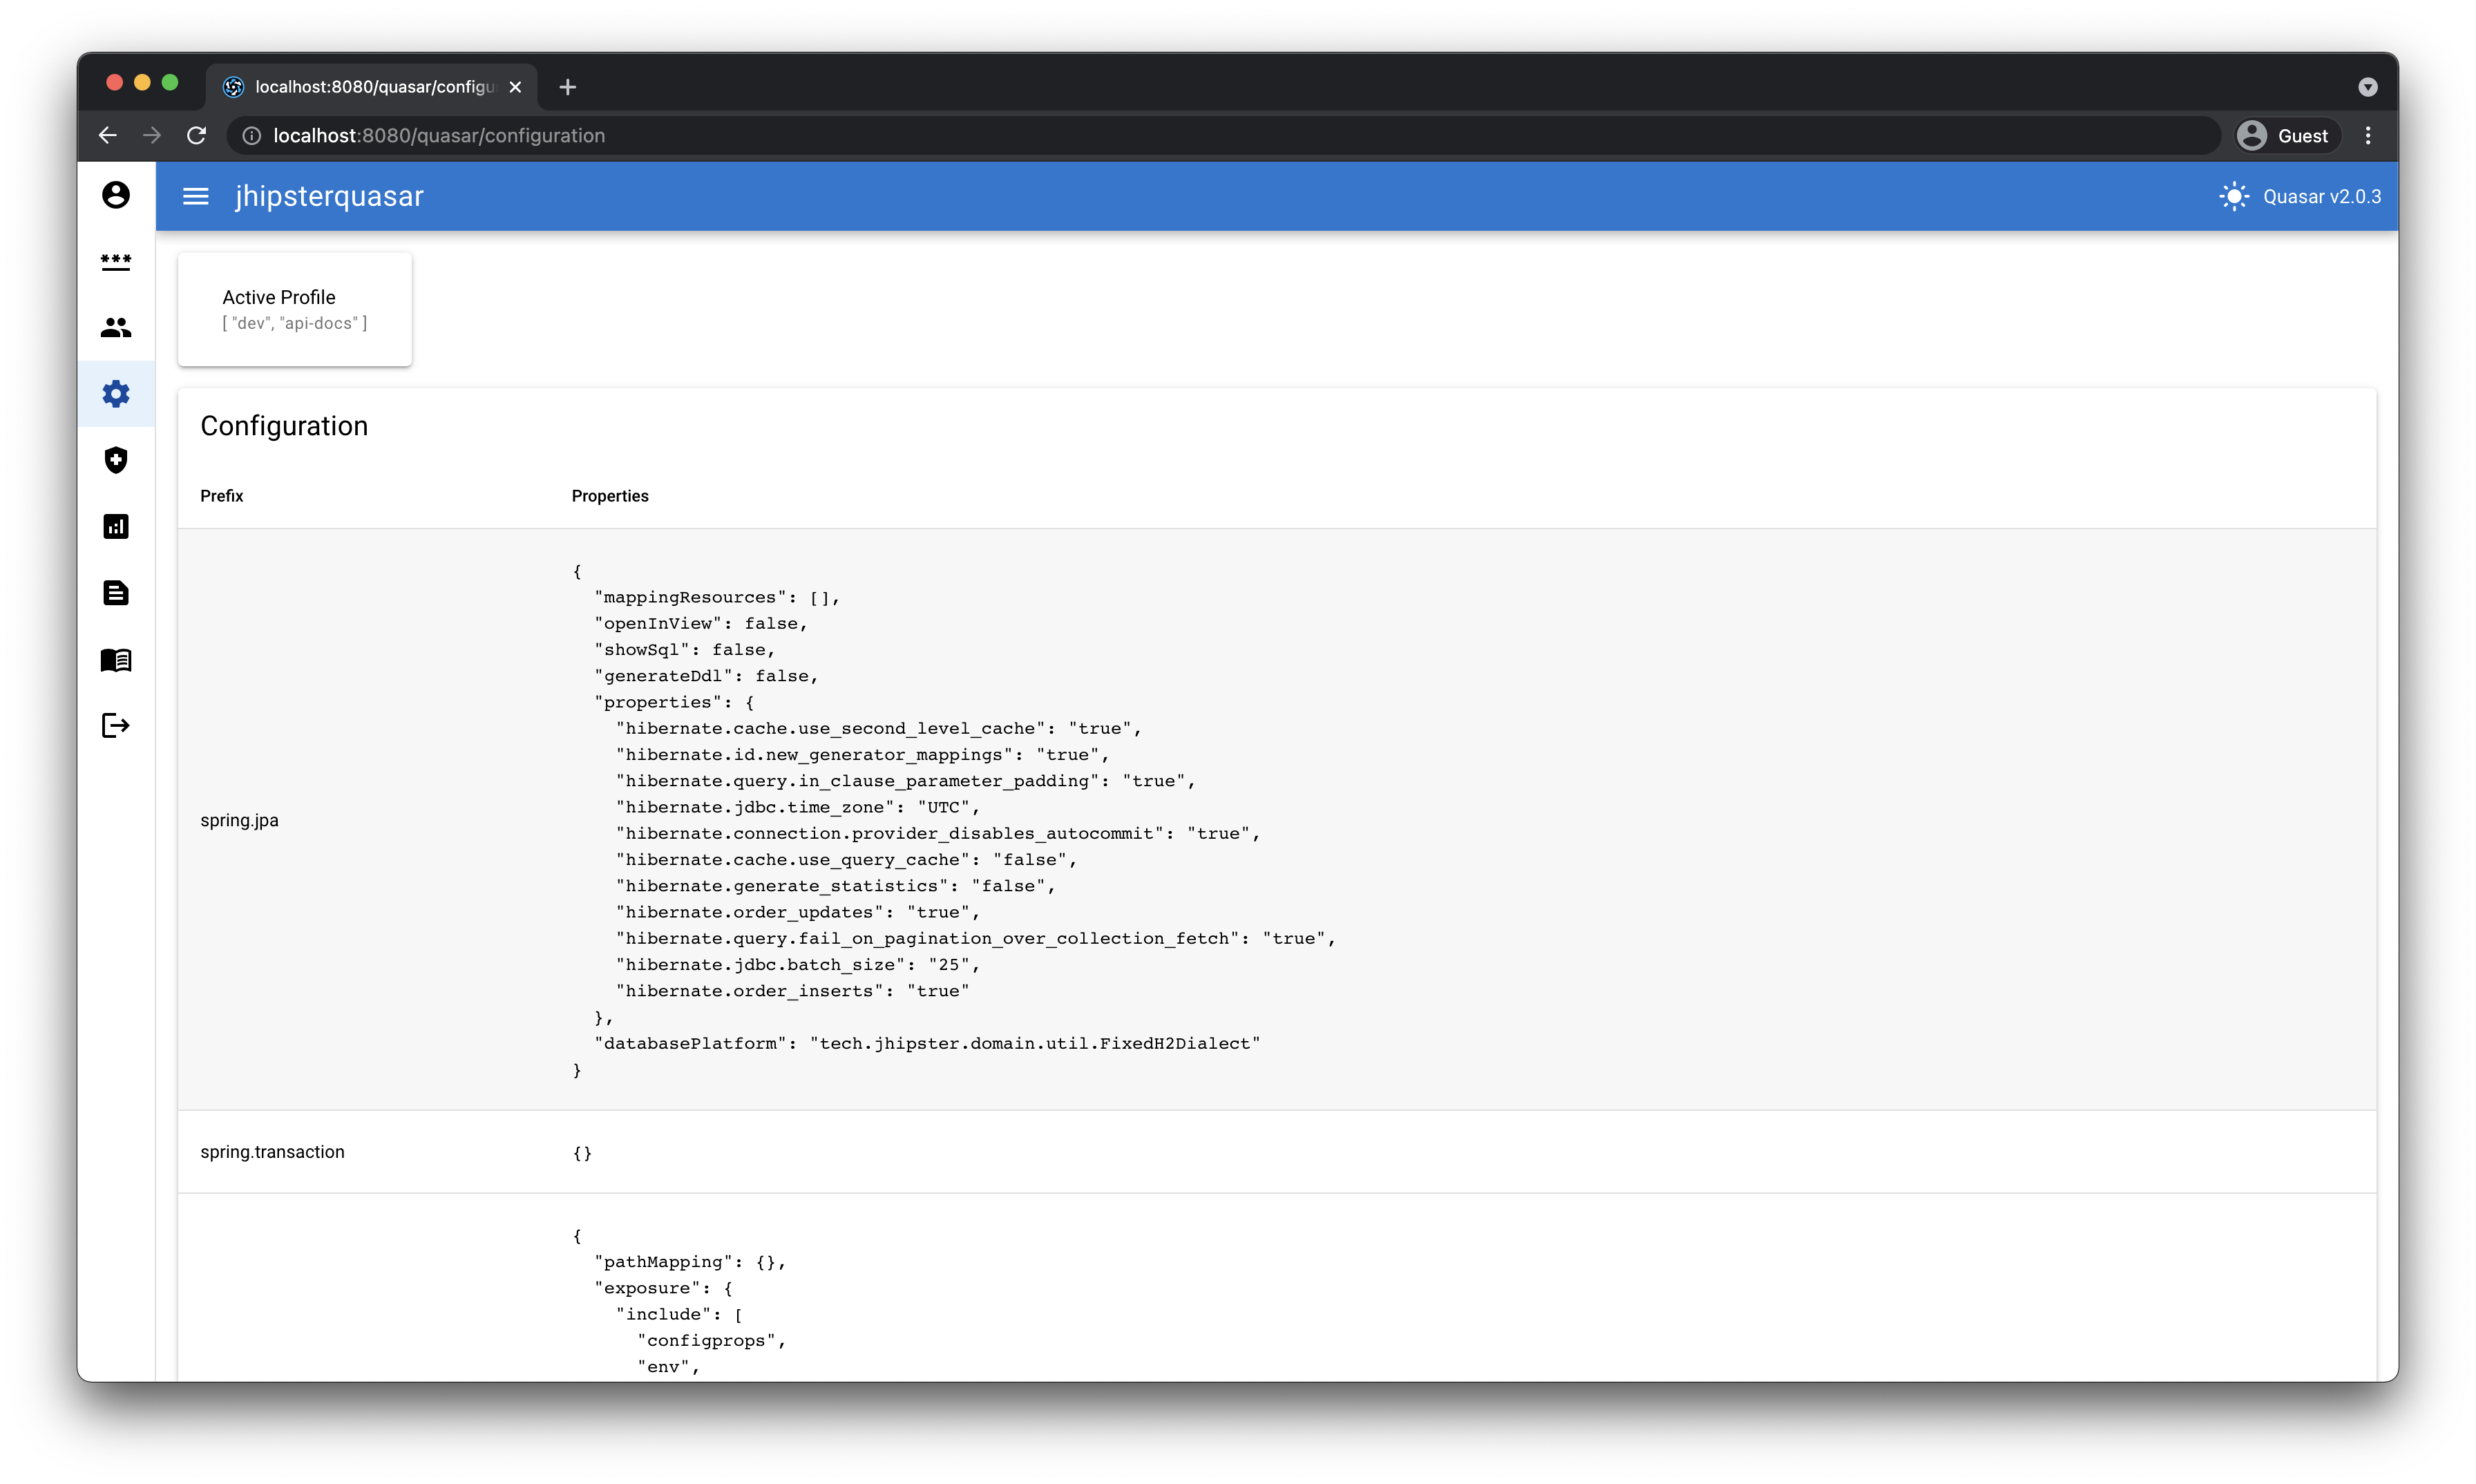 localhost:8080/quasar/configu
localhost:8080/quasar/configuration
Guest
jhipsterquasar
Quasar v2.0.3
***
Active Profile
[ "dev", "api-docs" ]
Configuration
Prefix Properties
{
"mappingResources": [],
"openInView": false,
"showSql": false,
"generateDdl": false,
"properties": {
"hibernate.cache.use_second_level_cache": "true",
"hibernate.id.new_generator_mappings": "true",
"hibernate.query.in_clause_parameter_padding": "true",
"hibernate.jdbc.time_zone": "UTC",
spring.jpa
"hibernate.connection.provider_disables_autocommit": "true",
"hibernate.cache.use_query_cache": "false",
"hibernate.generate_statistics": "false",
"hibernate.order_updates": "true",
"hibernate.query.fail_on_pagination_over_collection_fetch": "true",
"hibernate.jdbc.batch_size": "25",
"hibernate.order_inserts": "true"
},
"databasePlatform": "tech.jhipster.domain.util.FixedH2Dialect"
}
spring.transaction {}
{
"pathMapping": {},
"exposure": {
"include": [
"configprops",
"env",